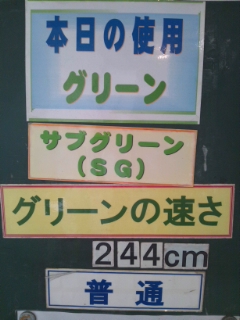 本日の使用
グリーン
サブグリーン
(SG)
グリーンの速さ
244cm
普通